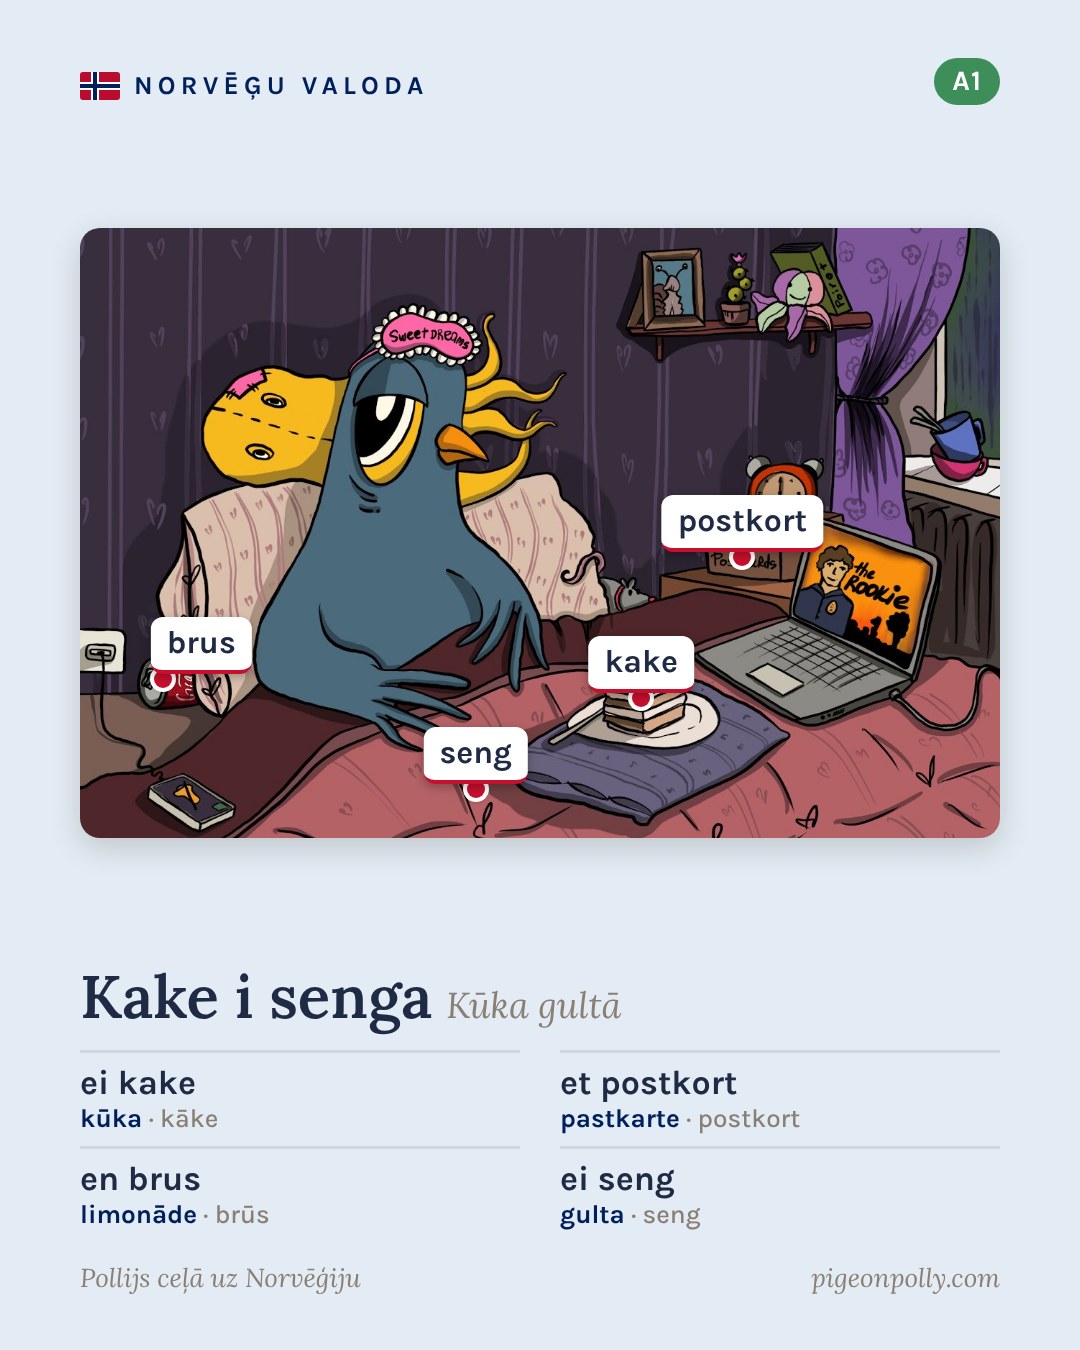 NORVĒĢU VALODA
A1
Sweet DReams
Poirot
postkort
the
ROOKie
brus
kake
seng
Kake i senga Kūka gultā
ei kake
kūka · kāke
et postkort
pastkarte · postkort
en brus
limonāde · brūs
ei seng
gulta · seng
Pollijs ceļā uz Norvēģiju
pigeonpolly.com